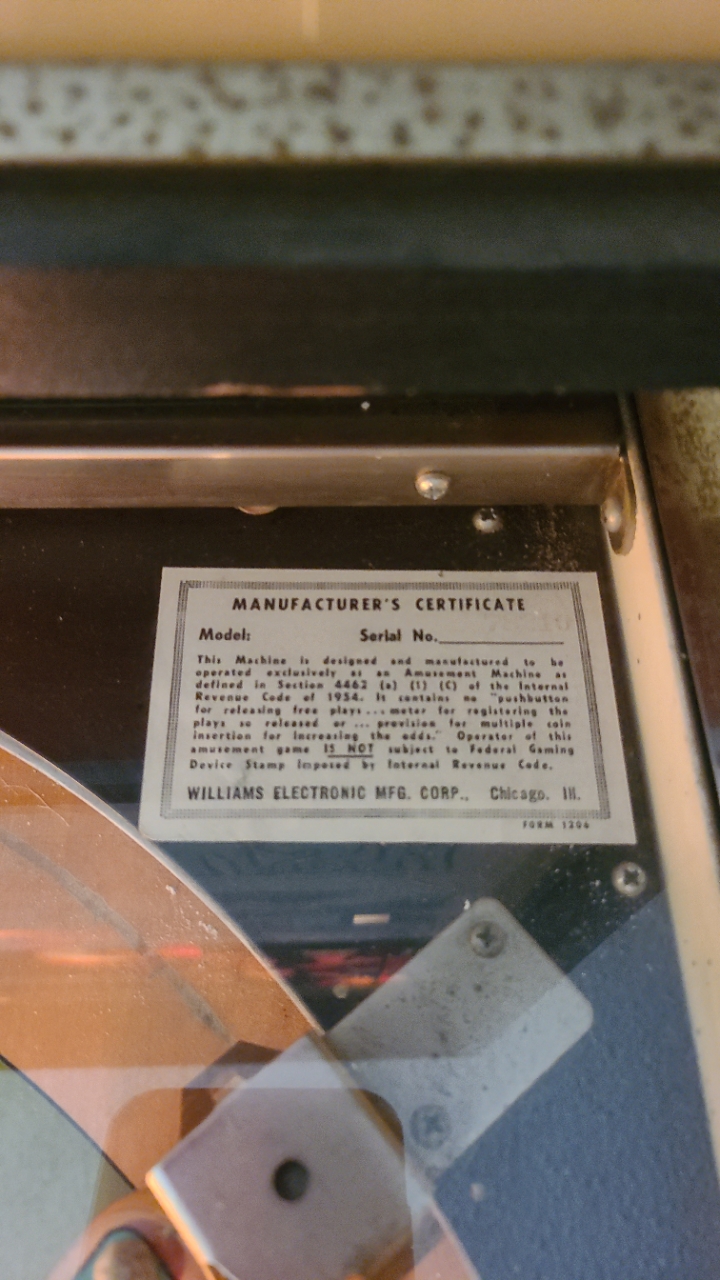 MANUFACTURER'S CERTIFICATE
Model: Serial No.
This Machine is designed and manufactured to be
operated exclusively as an Amusement Machine as
defined in Section 4462 (a) (1) (C) of the Internal
Revenue Code of 1954. It contains no "pushbutton
for releasing free plays ... meter for registering the
plays so released or ... provision for multiple coin
insertion for increasing the odds." Operator of this
amusement game IS NOT subject to Federal Gaming
Device Stamp imposed by Internal Revenue Code.
WILLIAMS ELECTRONIC MFG. CORP., Chicago, Ill.
FORM 1206